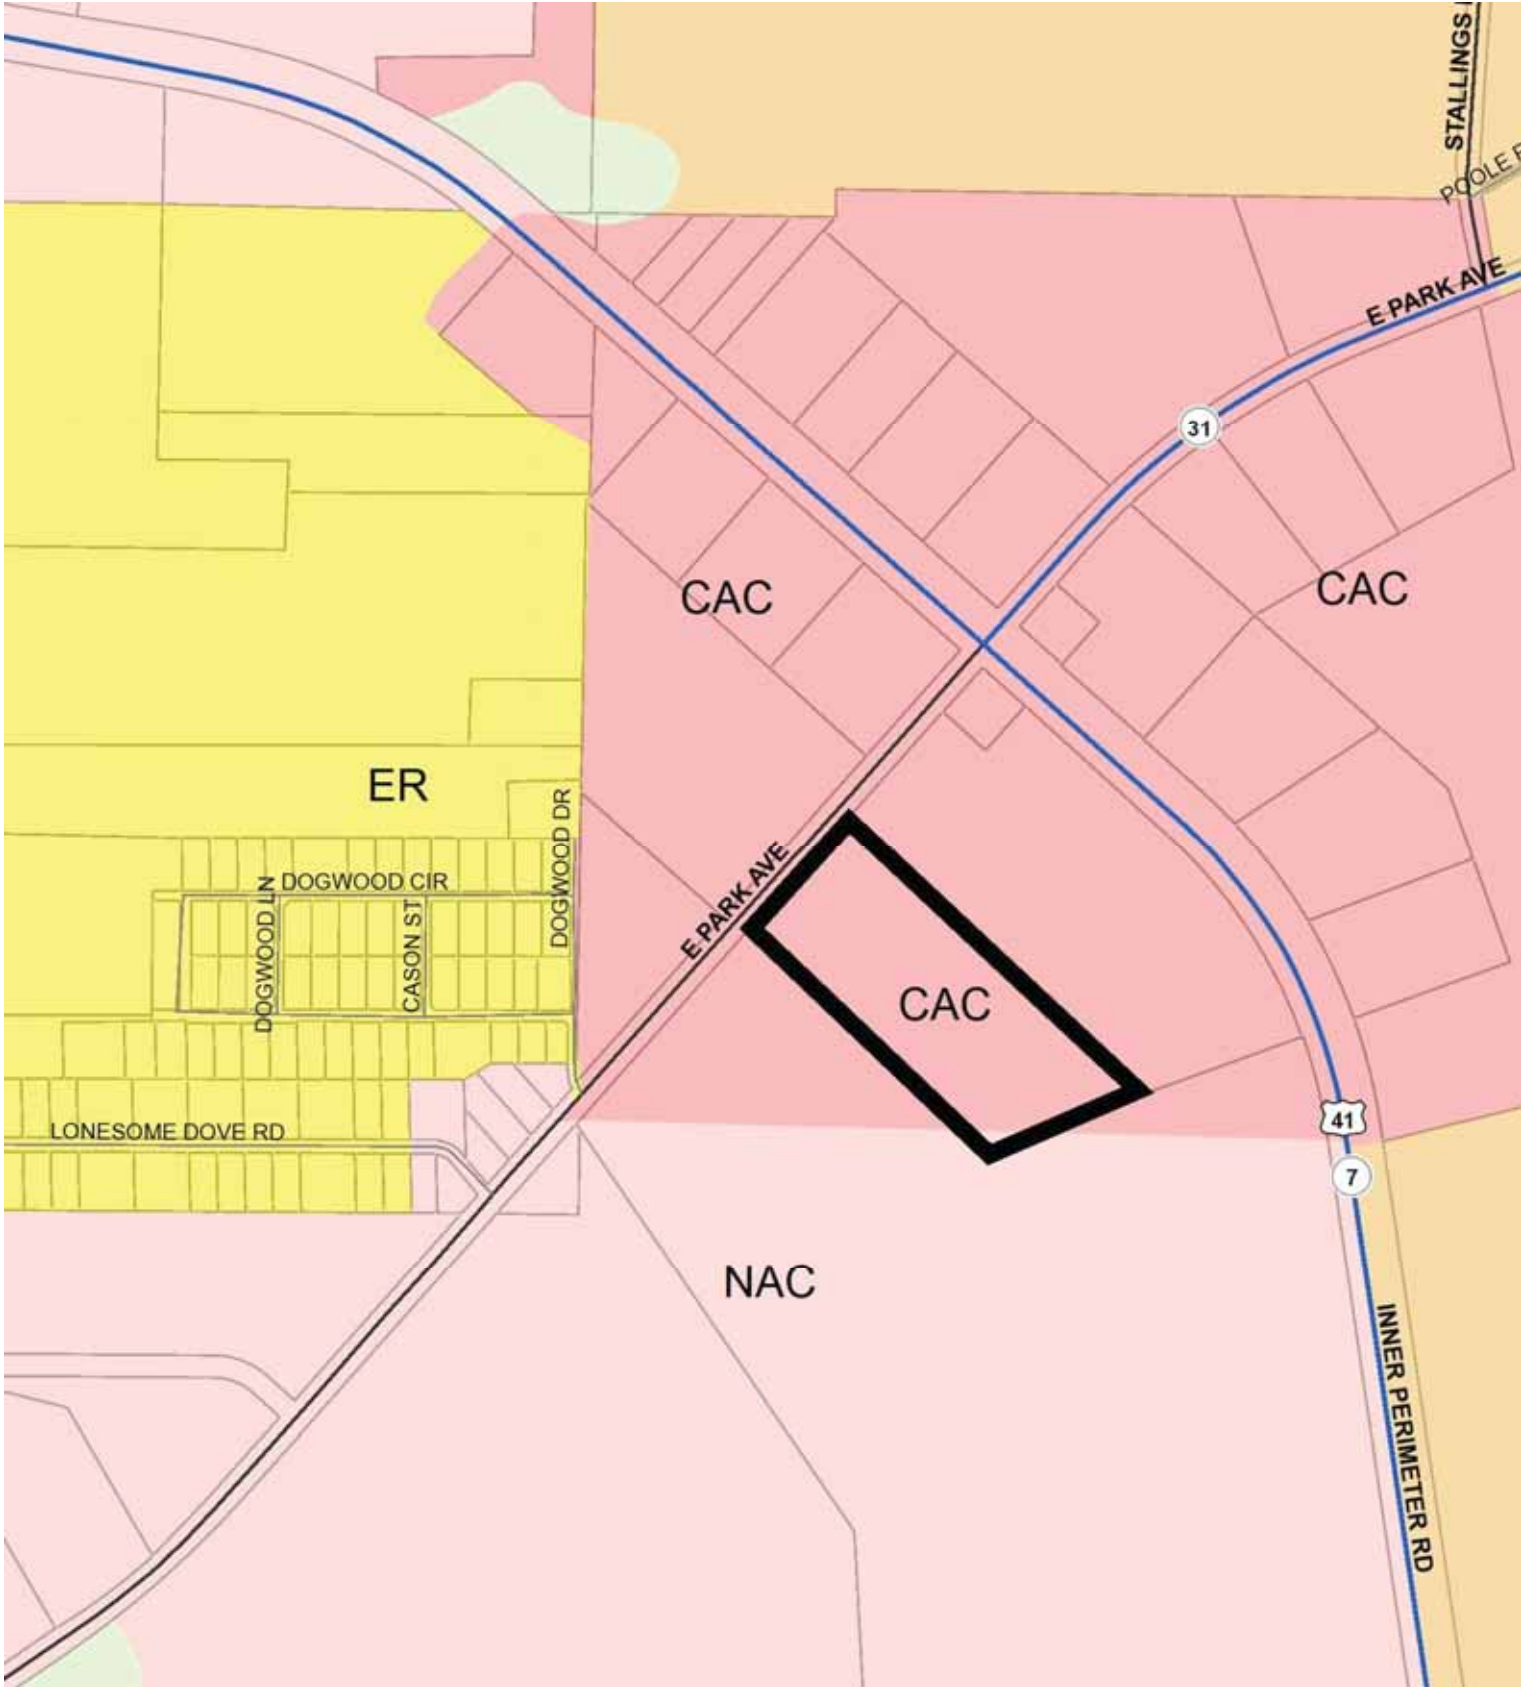 STALLINGS
POOLE
E PARK AVE
31
CAC
CAC
ER
DOGWOOD DR
E PARK AVE
DOGWOOD CIR
DOGWOOD LN
CASON ST
CAC
LONESOME DOVE RD
41
7
NAC
INNER PERIMETER RD